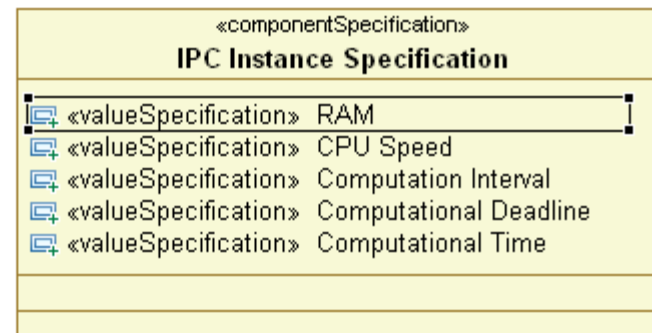 «componentSpecification»
IPC Instance Specification
«valueSpecification» RAM
«valueSpecification» CPU Speed
«valueSpecification» Computation Interval
«valueSpecification» Computational Deadline
«valueSpecification» Computational Time